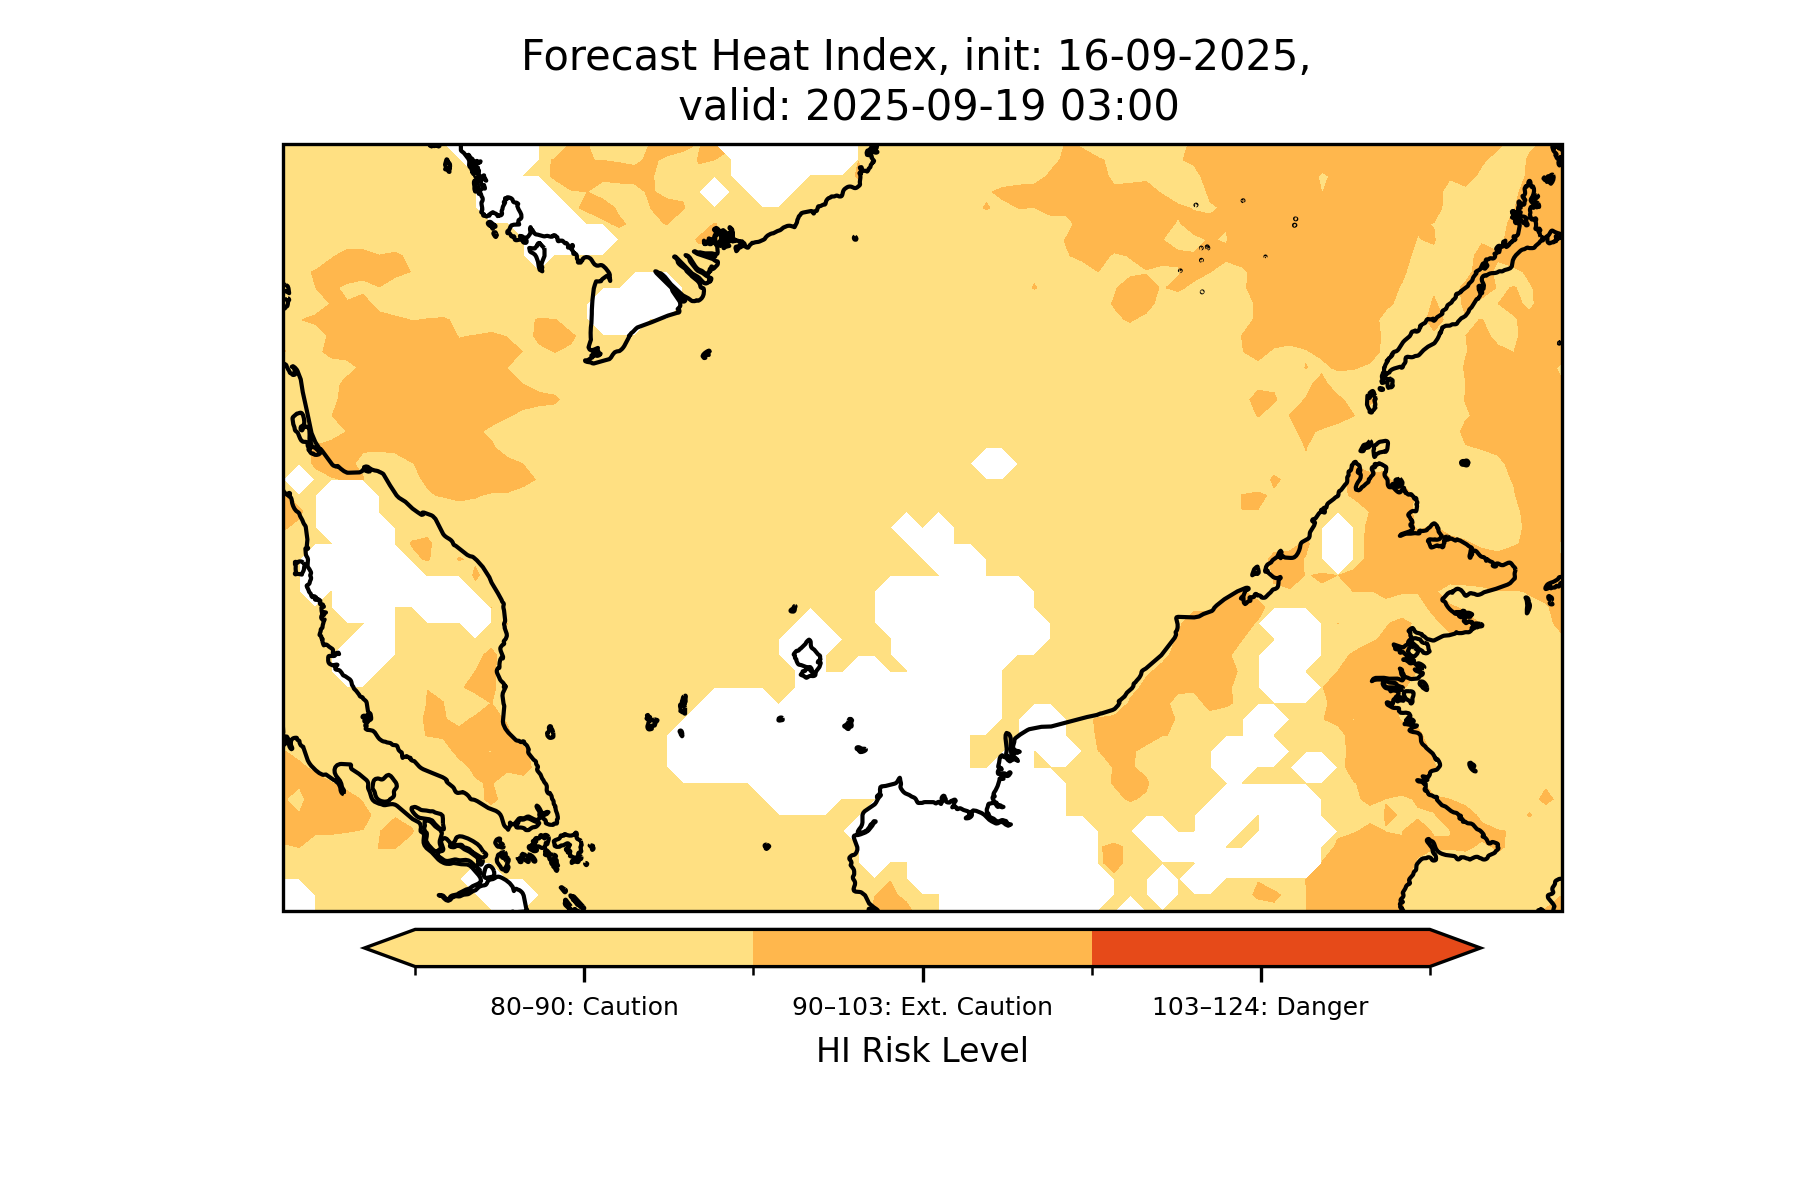 Forecast Heat Index, init: 16-09-2025,
valid: 2025-09-19 03:00
80–90: Caution
90–103: Ext. Caution
103–124: Danger
HI Risk Level